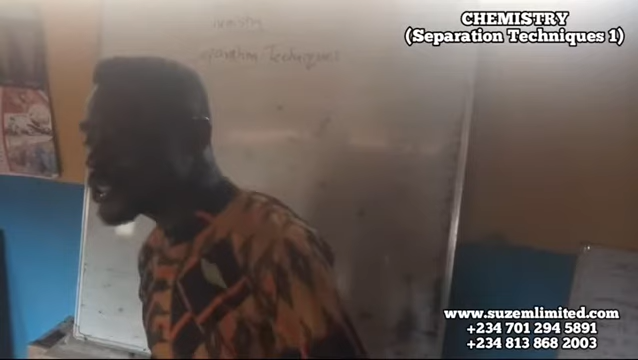 CHEMISTRY
(Separation Techniques 1)
Techniques
www.suzemlimited.com
+234 701 294 5891
+234 813 868 2003